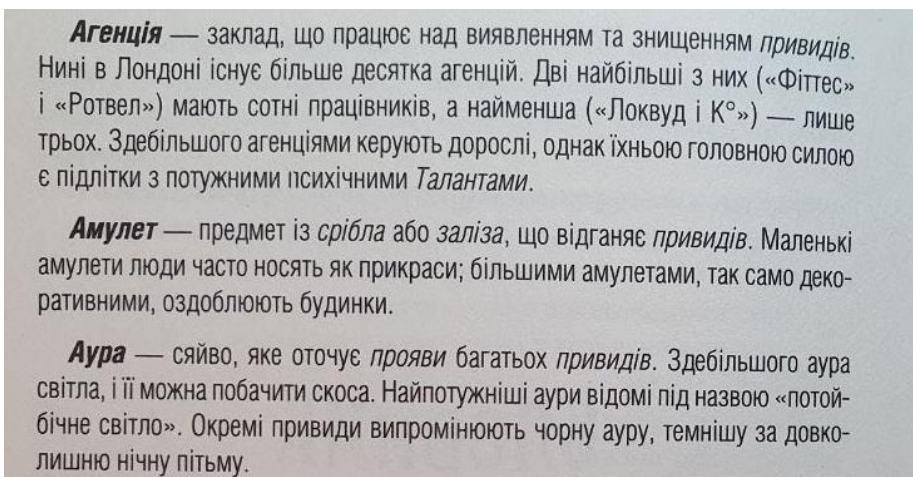 Агенція — заклад, що працює над виявленням та знищенням привидів.
Нині в Лондоні існує більше десятка агенцій. Дві найбільші з них («Фіттес»
і «Ротвел») мають сотні працівників, а найменша («Локвуд і К°») — лише
трьох. Здебільшого агенціями керують дорослі, однак їхньою головною силою
є підлітки з потужними психічними Талантами.
Амулет — предмет із срібла або заліза, що відганяє привидів. Маленькі
амулети люди часто носять як прикраси; більшими амулетами, так само деко-
ративними, оздоблюють будинки.
Аура — сяйво, яке оточує прояви багатьох привидів. Здебільшого аура
світла, і її можна побачити скоса. Найпотужніші аури відомі під назвою «потой-
бічне світло». Окремі привиди випромінюють чорну ауру, темнішу за довко-
лишню нічну пітьму.